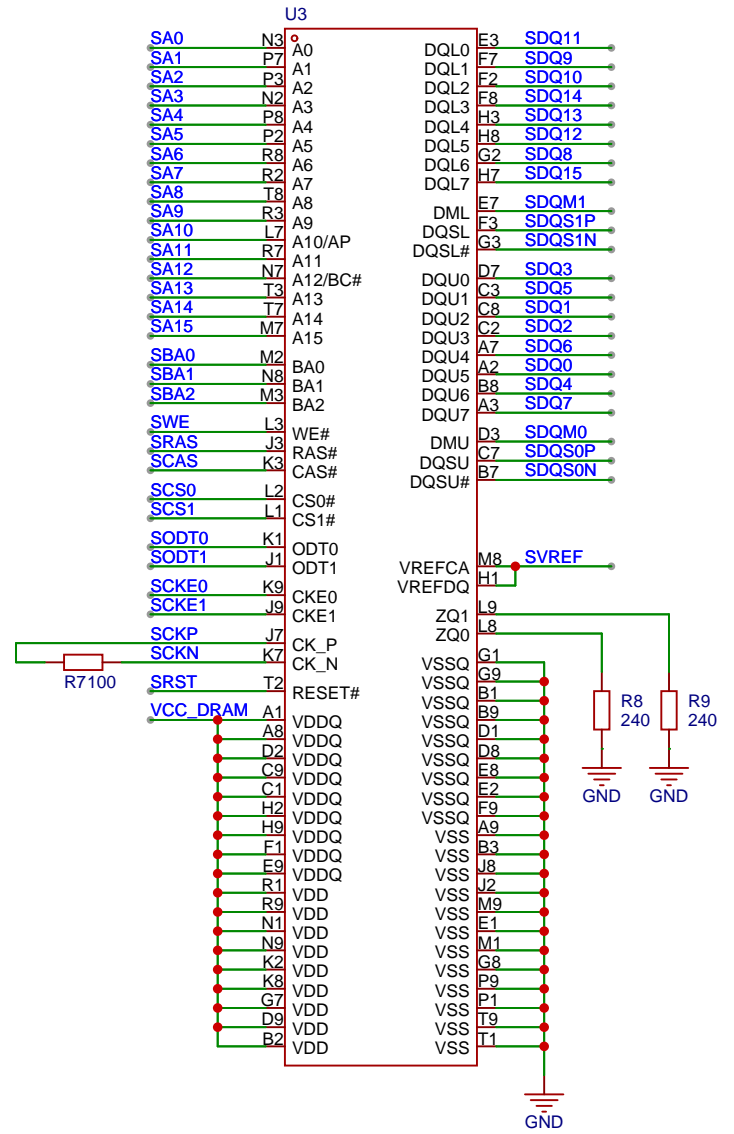 U3
SA0 N3 A0 DQL0 E3 SDQ11
SA1 P7 A1 DQL1 F7 SDQ9
SA2 P3 A2 DQL2 F2 SDQ10
SA3 N2 A3 DQL3 F8 SDQ14
SA4 P8 A4 DQL4 H3 SDQ13
SA5 P2 A5 DQL5 H8 SDQ12
SA6 R8 A6 DQL6 G2 SDQ8
SA7 R2 A7 DQL7 H7 SDQ15
SA8 T8 A8 DML E7 SDQM1
SA9 R3 A9 DQSL F3 SDQS1P
SA10 L7 A10/AP DQSL# G3 SDQS1N
SA11 R7 A11
SA12 N7 A12/BC# DQU0 D7 SDQ3
SA13 T3 A13 DQU1 C3 SDQ5
SA14 T7 A14 DQU2 C8 SDQ1
SA15 M7 A15 DQU3 C2 SDQ2
DQU4 A7 SDQ6
SBA0 M2 BA0 DQU5 A2 SDQ0
SBA1 N8 BA1 DQU6 B8 SDQ4
SBA2 M3 BA2 DQU7 A3 SDQ7
SWE L3 WE# DMU D3 SDQM0
SRAS J3 RAS# DQSU C7 SDQS0P
SCAS K3 CAS# DQSU# B7 SDQS0N
SCS0 L2 CS0#
SCS1 L1 CS1#
SODT0 K1 ODT0
SODT1 J1 ODT1 VREFCA M8 SVREF
SCKE0 K9 CKE0 VREFDQ H1
SCKE1 J9 CKE1 ZQ1 L9
SCKP J7 CK_P ZQ0 L8
SCKN K7 CK_N VSSQ G1
R7100
SRST T2 RESET# VSSQ G9
VSSQ B1
R8 R9
240 240
VCC_DRAM A1 VDDQ VSSQ B9
A8 VDDQ VSSQ D1
D2 VDDQ VSSQ D8
C9 VDDQ VSSQ E8
C1 VDDQ VSSQ E2
GND GND
H2 VDDQ VSSQ F9
H9 VDDQ VSS A9
F1 VDDQ VSS B3
E9 VDDQ VSS J8
R1 VDD VSS J2
R9 VDD VSS M9
N1 VDD VSS E1
N9 VDD VSS M1
K2 VDD VSS G8
K8 VDD VSS P9
G7 VDD VSS P1
D9 VDD VSS T9
B2 VDD VSS T1
GND